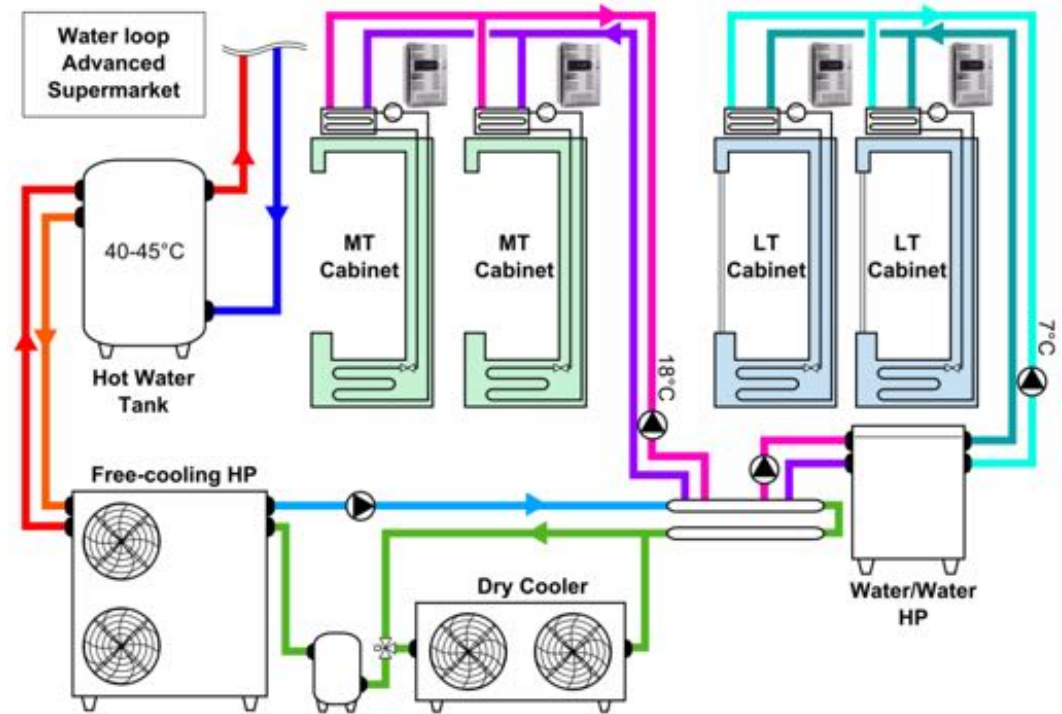 Water loop
Advanced
Supermarket
40-45°C
Hot Water
Tank
MT
Cabinet
MT
Cabinet
LT
Cabinet
LT
Cabinet
18°C
7°C
Free-cooling HP
Dry Cooler
Water/Water
HP